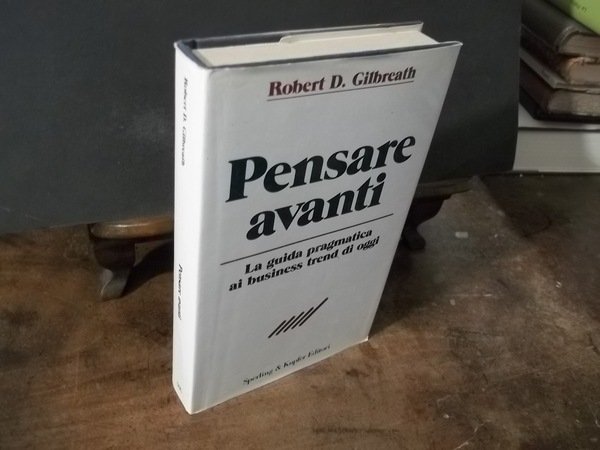 Robert D. Gilbreath
Pensare
avanti
La guida pragmatica
ai business trend di oggi
Sperling & Kupfer Editori
Robert D. Gilbreath
Pensare avanti